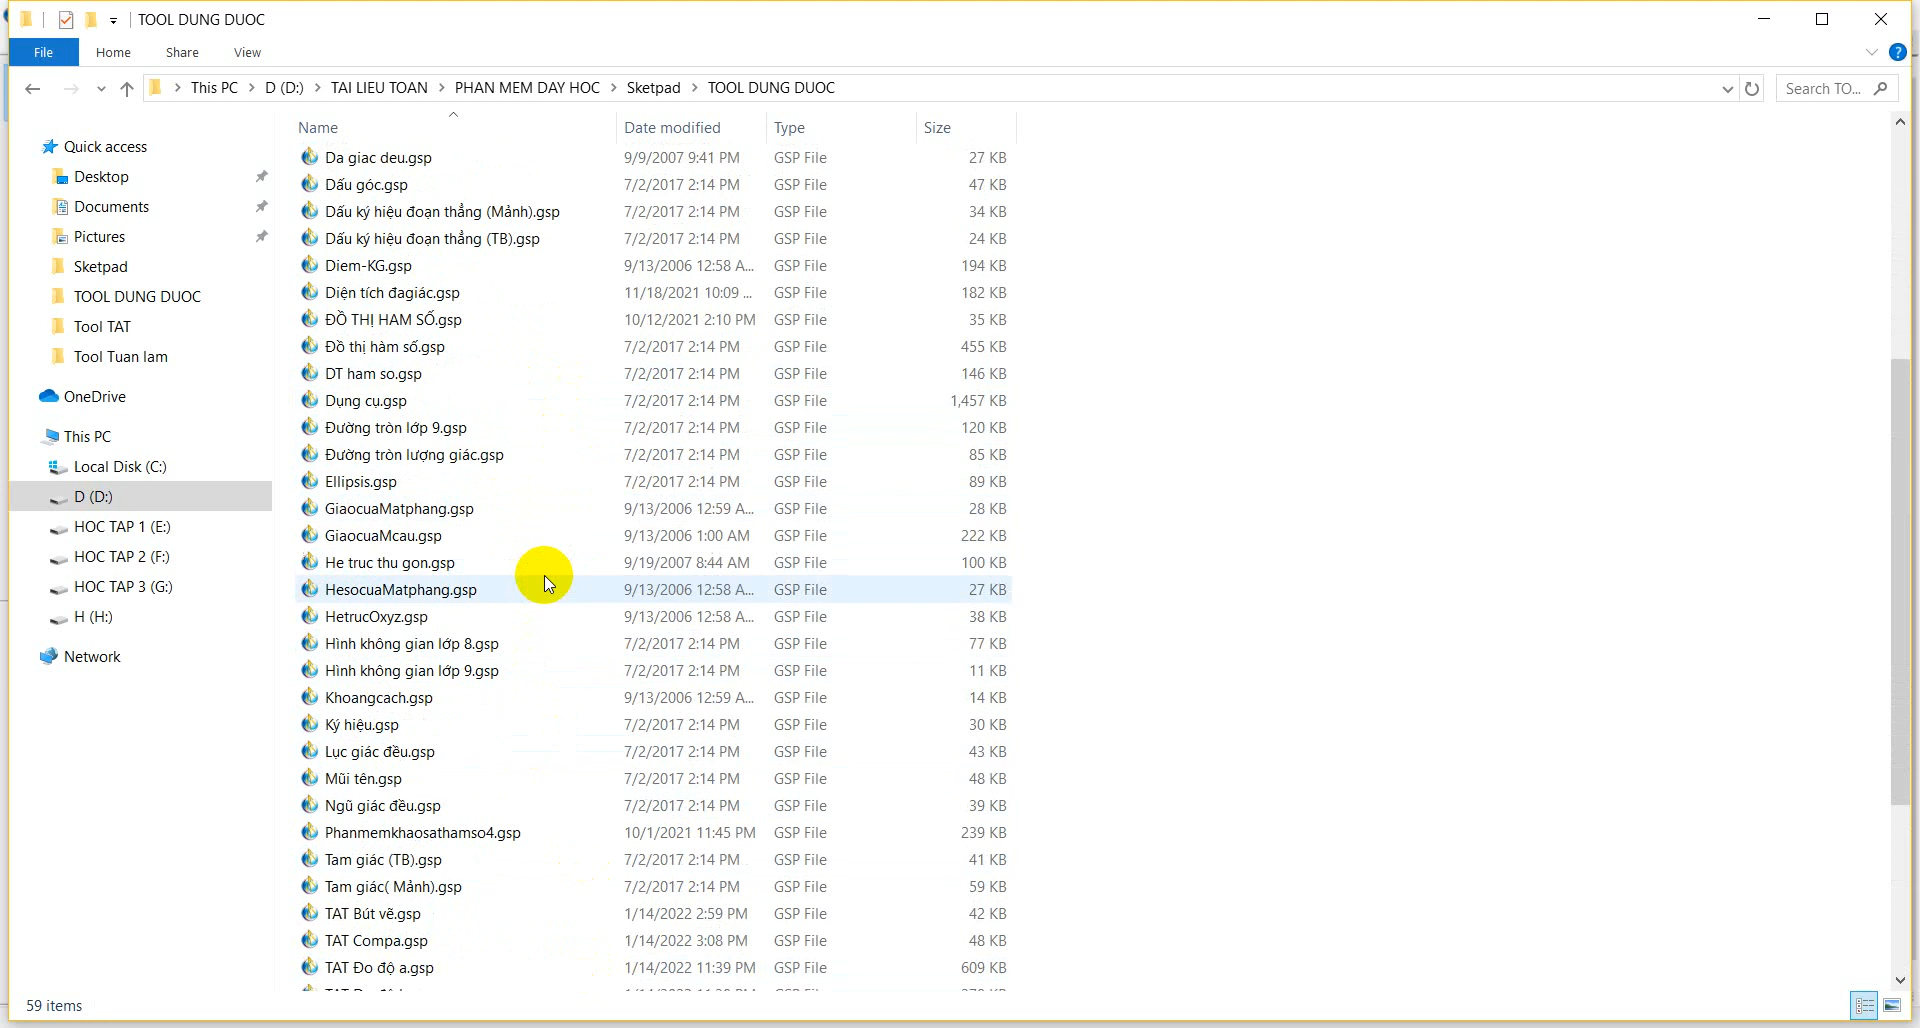 TOOL DUNG DUOC
File Home Share View
This PC > D (D:) > TAI LIEU TOAN > PHAN MEM DAY HOC > Sketpad > TOOL DUNG DUOC
Search TO...
Quick access
Desktop
Documents
Pictures
Sketpad
TOOL DUNG DUOC
Tool TAT
Tool Tuan lam
OneDrive
This PC
Local Disk (C:)
D (D:)
HOC TAP 1 (E:)
HOC TAP 2 (F:)
HOC TAP 3 (G:)
H (H:)
Network
Name Date modified Type Size
Da giac deu.gsp 9/9/2007 9:41 PM GSP File 27 KB
Dấu góc.gsp 7/2/2017 2:14 PM GSP File 47 KB
Dấu ký hiệu đoạn thẳng (Mảnh).gsp 7/2/2017 2:14 PM GSP File 34 KB
Dấu ký hiệu đoạn thẳng (TB).gsp 7/2/2017 2:14 PM GSP File 24 KB
Diem-KG.gsp 9/13/2006 12:58 A... GSP File 194 KB
Diện tích đagiác.gsp 11/18/2021 10:09 ... GSP File 182 KB
ĐỒ THỊ HAM SỐ.gsp 10/12/2021 2:10 PM GSP File 35 KB
Đồ thị hàm số.gsp 7/2/2017 2:14 PM GSP File 455 KB
DT ham so.gsp 7/2/2017 2:14 PM GSP File 146 KB
Dụng cụ.gsp 7/2/2017 2:14 PM GSP File 1,457 KB
Đường tròn lớp 9.gsp 7/2/2017 2:14 PM GSP File 120 KB
Đường tròn lượng giác.gsp 7/2/2017 2:14 PM GSP File 85 KB
Ellipsis.gsp 7/2/2017 2:14 PM GSP File 89 KB
GiaocuaMatphang.gsp 9/13/2006 12:59 A... GSP File 28 KB
GiaocuaMcau.gsp 9/13/2006 1:00 AM GSP File 222 KB
He truc thu gon.gsp 9/19/2007 8:44 AM GSP File 100 KB
HesocuaMatphang.gsp 9/13/2006 12:58 A... GSP File 27 KB
HetrucOxyz.gsp 9/13/2006 12:58 A... GSP File 38 KB
Hình không gian lớp 8.gsp 7/2/2017 2:14 PM GSP File 77 KB
Hình không gian lớp 9.gsp 7/2/2017 2:14 PM GSP File 11 KB
Khoangcach.gsp 9/13/2006 12:59 A... GSP File 14 KB
Ký hiệu.gsp 7/2/2017 2:14 PM GSP File 30 KB
Lục giác đều.gsp 7/2/2017 2:14 PM GSP File 43 KB
Mũi tên.gsp 7/2/2017 2:14 PM GSP File 48 KB
Ngũ giác đều.gsp 7/2/2017 2:14 PM GSP File 39 KB
Phanmemkhaosathamso4.gsp 10/1/2021 11:45 PM GSP File 239 KB
Tam giác (TB).gsp 7/2/2017 2:14 PM GSP File 41 KB
Tam giác( Mảnh).gsp 7/2/2017 2:14 PM GSP File 59 KB
TAT Bút vẽ.gsp 1/14/2022 2:59 PM GSP File 42 KB
TAT Compa.gsp 1/14/2022 3:08 PM GSP File 48 KB
TAT Đo độ a.gsp 1/14/2022 11:39 PM GSP File 609 KB
59 items